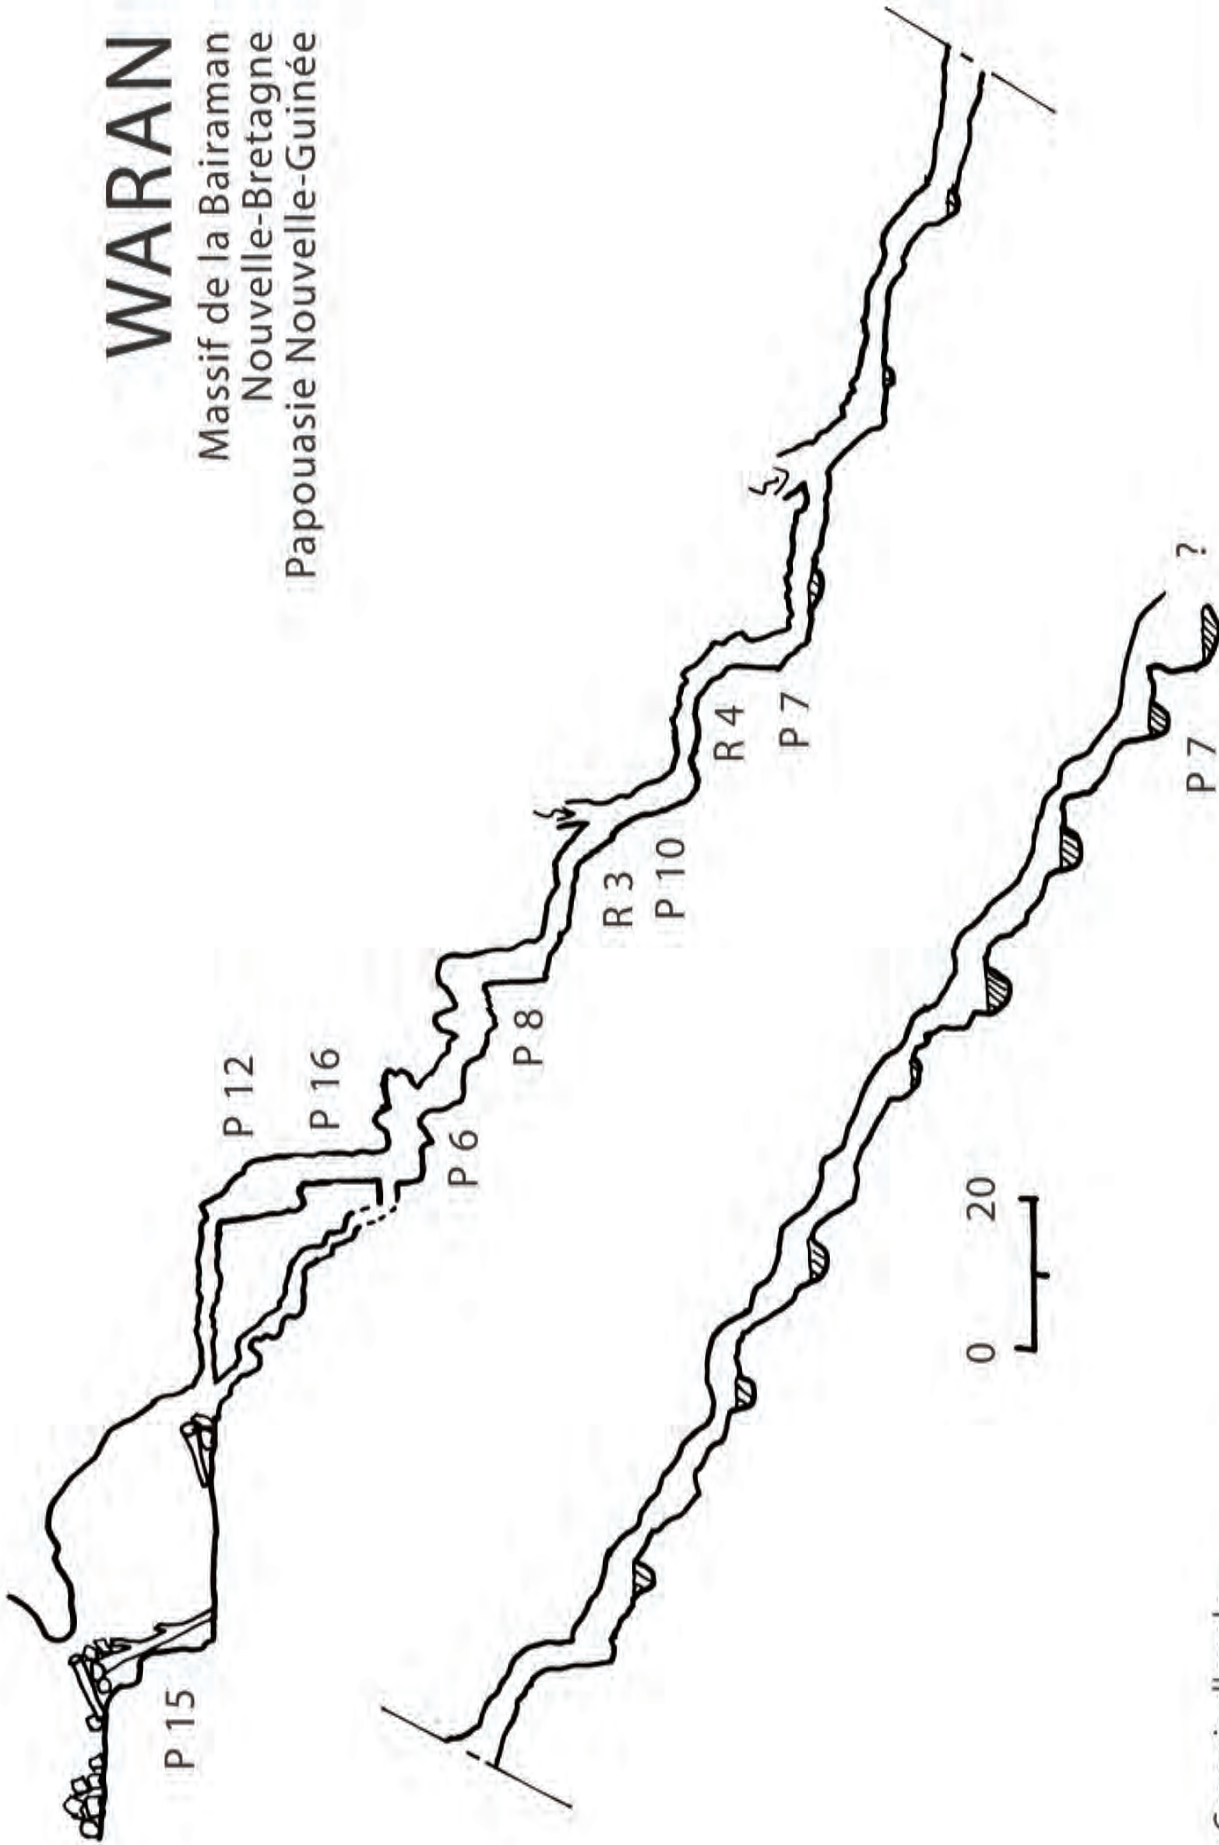 WARAN
Massif de la Bairaman
Nouvelle-Bretagne
Papouasie Nouvelle-Guinée
P 15
P 12
P 16
P 6
P 8
R 3
P 10
R 4
P 7
P 7
?
0 20